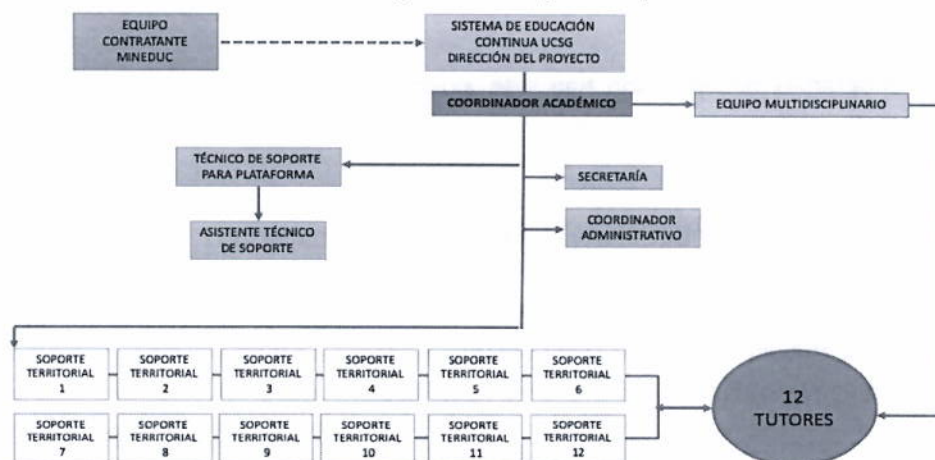 EQUIPO
CONTRATANTE
MINEDUC
SISTEMA DE EDUCACIÓN
CONTINUA UCSG
DIRECCIÓN DEL PROYECTO
COORDINADOR ACADÉMICO
EQUIPO MULTIDISCIPLINARIO
TÉCNICO DE SOPORTE
PARA PLATAFORMA
SECRETARÍA
ASISTENTE TÉCNICO
DE SOPORTE
COORDINADOR
ADMINISTRATIVO
SOPORTE
TERRITORIAL
1
SOPORTE
TERRITORIAL
2
SOPORTE
TERRITORIAL
3
SOPORTE
TERRITORIAL
4
SOPORTE
TERRITORIAL
5
SOPORTE
TERRITORIAL
6
12
TUTORES
SOPORTE
TERRITORIAL
7
SOPORTE
TERRITORIAL
8
SOPORTE
TERRITORIAL
9
SOPORTE
TERRITORIAL
10
SOPORTE
TERRITORIAL
11
SOPORTE
TERRITORIAL
12